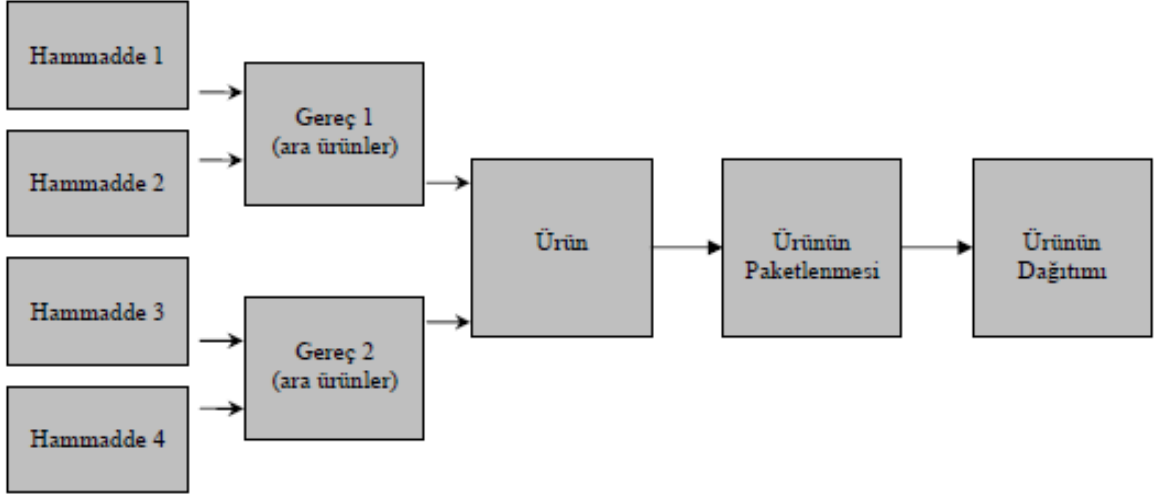 Hammadde 1
Hammadde 2
Hammadde 3
Hammadde 4
Gereç 1
(ara ürünler)
Gereç 2
(ara ürünler)
Ürün
Ürünün
Paketlenmesi
Ürünün
Dağıtımı